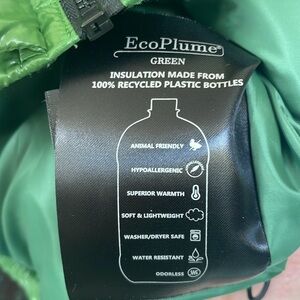 EcoPlume®
GREEN
INSULATION MADE FROM
100% RECYCLED PLASTIC BOTTLES
ANIMAL FRIENDLY
HYPOALLERGENIC
SUPERIOR WARMTH
SOFT & LIGHTWEIGHT
WASHER/DRYER SAFE
WATER RESISTANT
ODORLESS